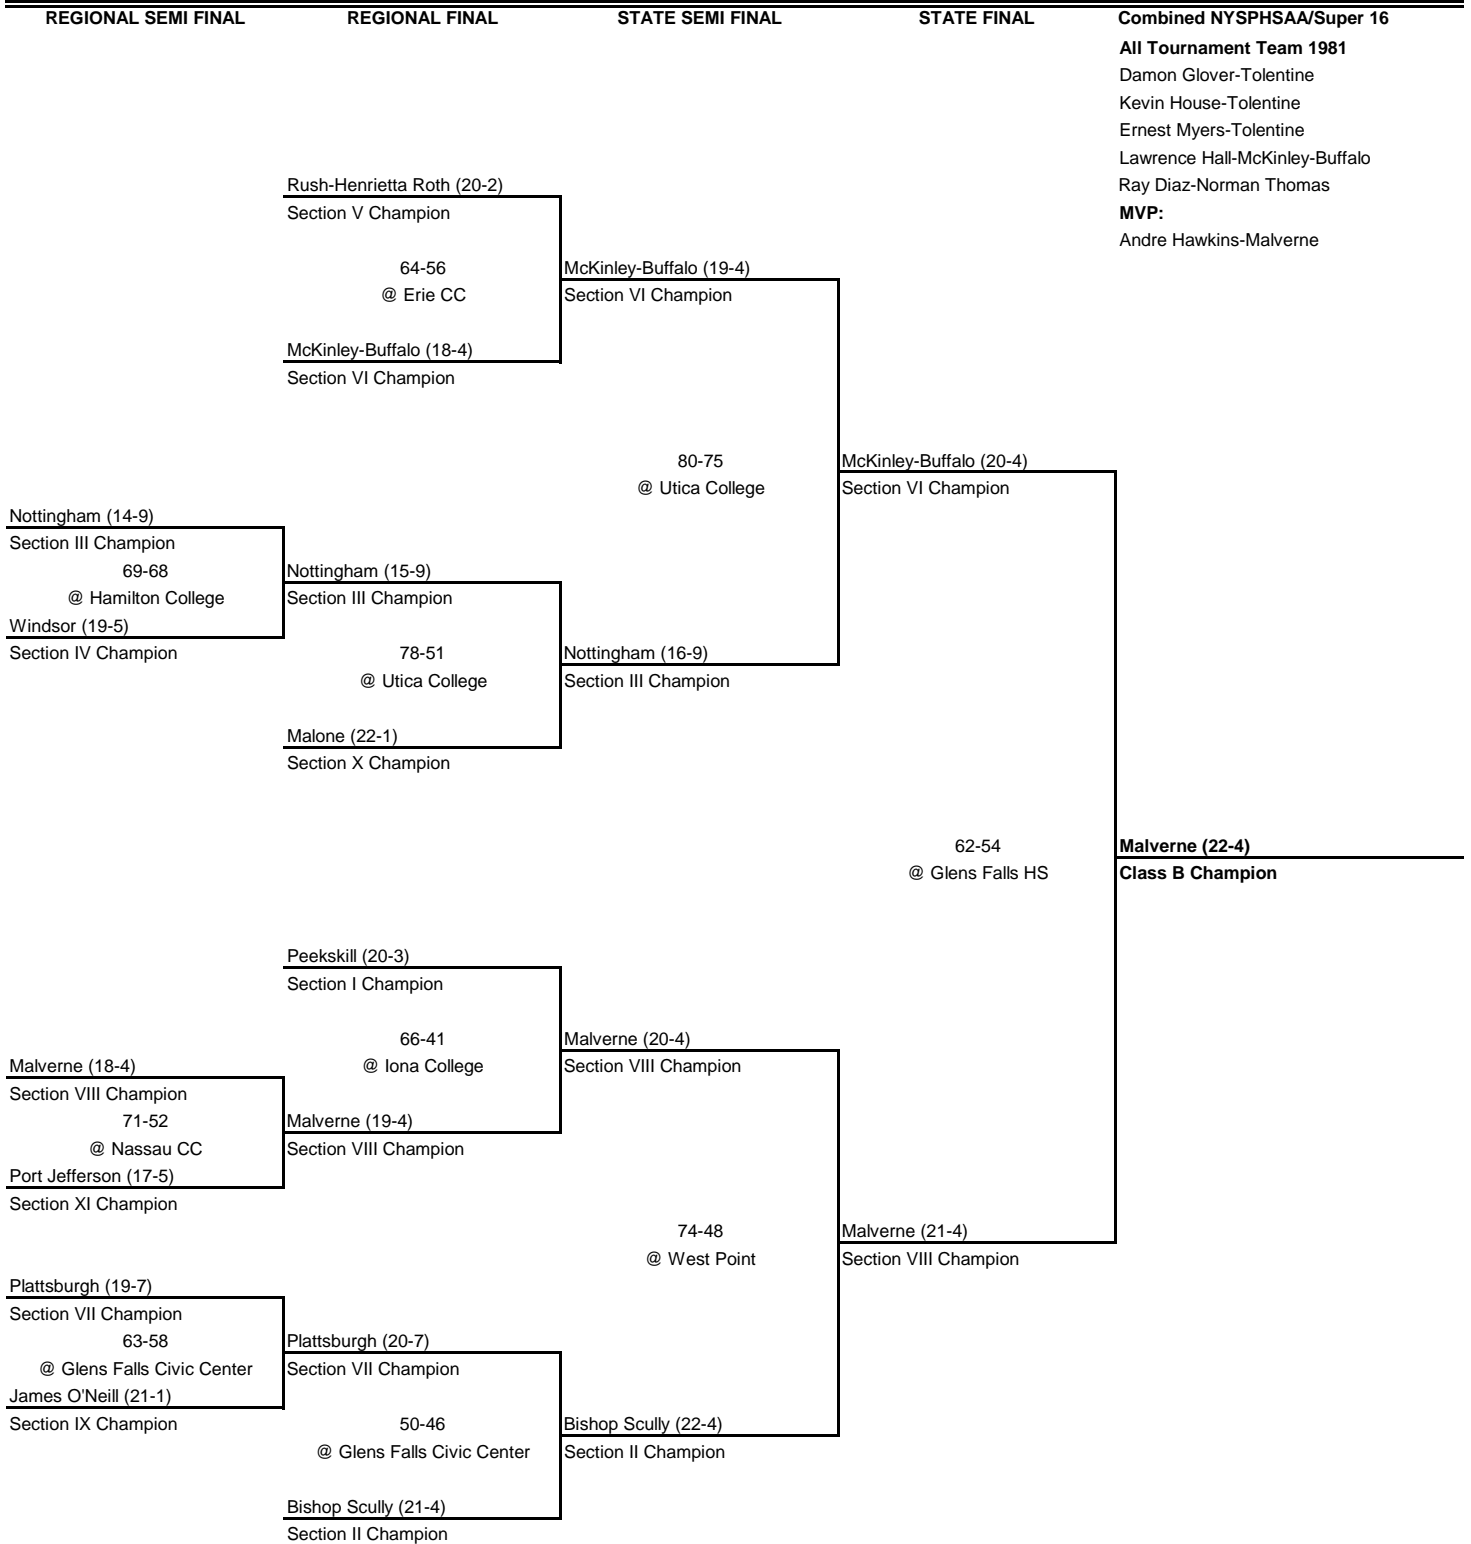 REGIONAL SEMI FINAL REGIONAL FINAL STATE SEMI FINAL STATE FINAL Combined NYSPHSAA/Super 16
All Tournament Team 1981
Damon Glover-Tolentine
Kevin House-Tolentine
Ernest Myers-Tolentine
Lawrence Hall-McKinley-Buffalo
Rush-Henrietta Roth (20-2) Ray Diaz-Norman Thomas
Section V Champion MVP:
Andre Hawkins-Malverne
64-56 McKinley-Buffalo (19-4)
@ Erie CC Section VI Champion
McKinley-Buffalo (18-4)
Section VI Champion
80-75 McKinley-Buffalo (20-4)
@ Utica College Section VI Champion
Nottingham (14-9)
Section III Champion
69-68 Nottingham (15-9)
@ Hamilton College Section III Champion
Windsor (19-5)
Section IV Champion 78-51 Nottingham (16-9)
@ Utica College Section III Champion
Malone (22-1)
Section X Champion
62-54 Malverne (22-4)
@ Glens Falls HS Class B Champion
Peekskill (20-3)
Section I Champion
66-41 Malverne (20-4)
Malverne (18-4) @ Iona College Section VIII Champion
Section VIII Champion
71-52 Malverne (19-4)
@ Nassau CC Section VIII Champion
Port Jefferson (17-5)
Section XI Champion
74-48 Malverne (21-4)
@ West Point Section VIII Champion
Plattsburgh (19-7)
Section VII Champion
63-58 Plattsburgh (20-7)
@ Glens Falls Civic Center Section VII Champion
James O'Neill (21-1)
Section IX Champion 50-46 Bishop Scully (22-4)
@ Glens Falls Civic Center Section II Champion
Bishop Scully (21-4)
Section II Champion